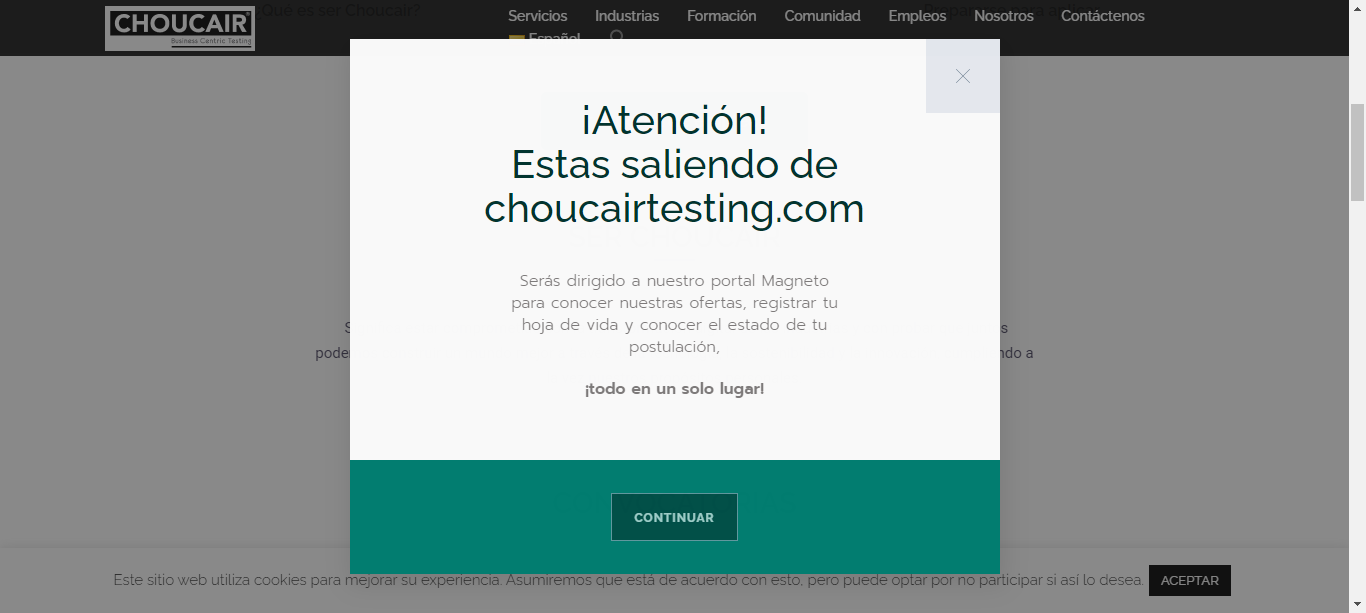 ¿Qué es ser Choucair?
CHOUCAIR
Business Centric Testing
Servicios Industrias Formación Comunidad Empleos Nosotros Contáctenos
Español
¡Atención!
Estas saliendo de
choucairtesting.com
Serás dirigido a nuestro portal Magneto
para conocer nuestras ofertas, registrar tu
hoja de vida y conocer el estado de tu
postulación,
¡todo en un solo lugar!
CONTINUAR
Este sitio web utiliza cookies para mejorar su experiencia. Asumiremos que está de acuerdo con esto, pero puede optar por no participar si así lo desea. ACEPTAR